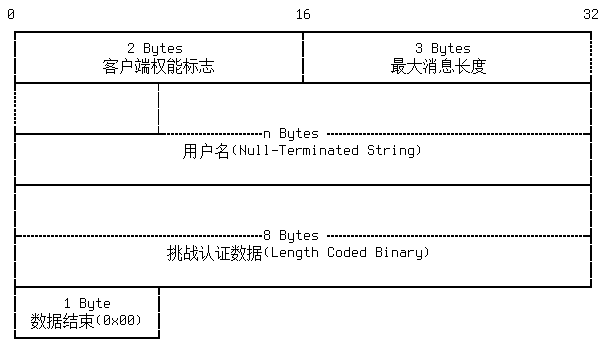 0 16 32
2 Bytes 3 Bytes
客户端权能标志 最大消息长度
n Bytes
用户名(Null-Terminated String)
8 Bytes
挑战认证数据(Length Coded Binary)
1 Byte
数据结束(0x00)